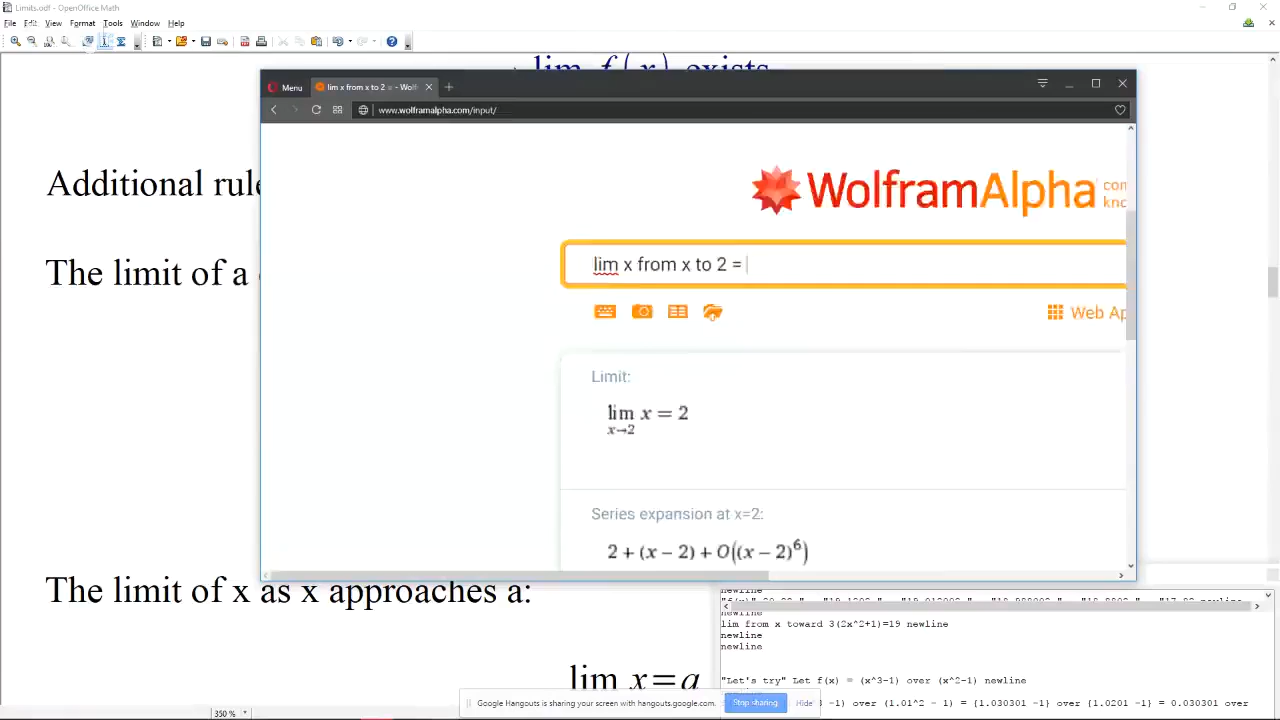 Limits.odf - OpenOffice Math
File Edit View Format Tools Window Help
lim f(x) exists
Menu
lim x from x to 2 = - Wolf
www.wolframalpha.com/input/
Additional rule
WolframAlpha com
kno
The limit of a
lim x from x to 2 =
Web Ap
Limit:
lim x = 2
x→2
Series expansion at x=2:
2 + (x − 2) + O((x − 2)^6)
The limit of x as x approaches a:
newline
newline
lim from x toward 3(2x^2+1)=19 newline
newline
newline
"Let's try" Let f(x) = (x^3-1) over (x^2-1) newline
lim x=a
Google Hangouts is sharing your screen with hangouts.google.com.
Stop sharing
Hide
-1) over (1.01^2 - 1) = {1.030301 -1} over {1.0201 -1} = {0.030301 over
350 %